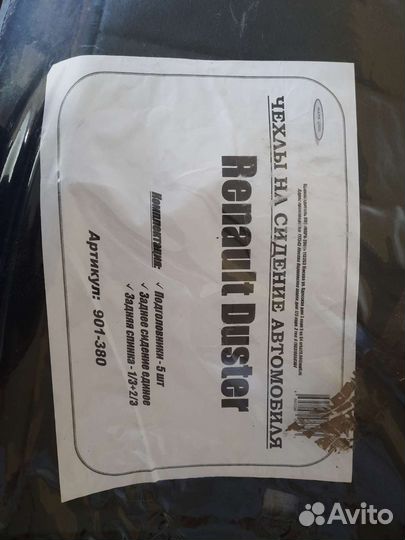 ЧЕХЛЫ НА СИДЕНИЕ АВТОМОБИЛЯ
Renault Duster
Комплектация:
✓ Подголовники - 5 шт
✓ Заднее сидение единое
✓ Задняя спинка - 1/3+2/3
Артикул: 901-380
Avito